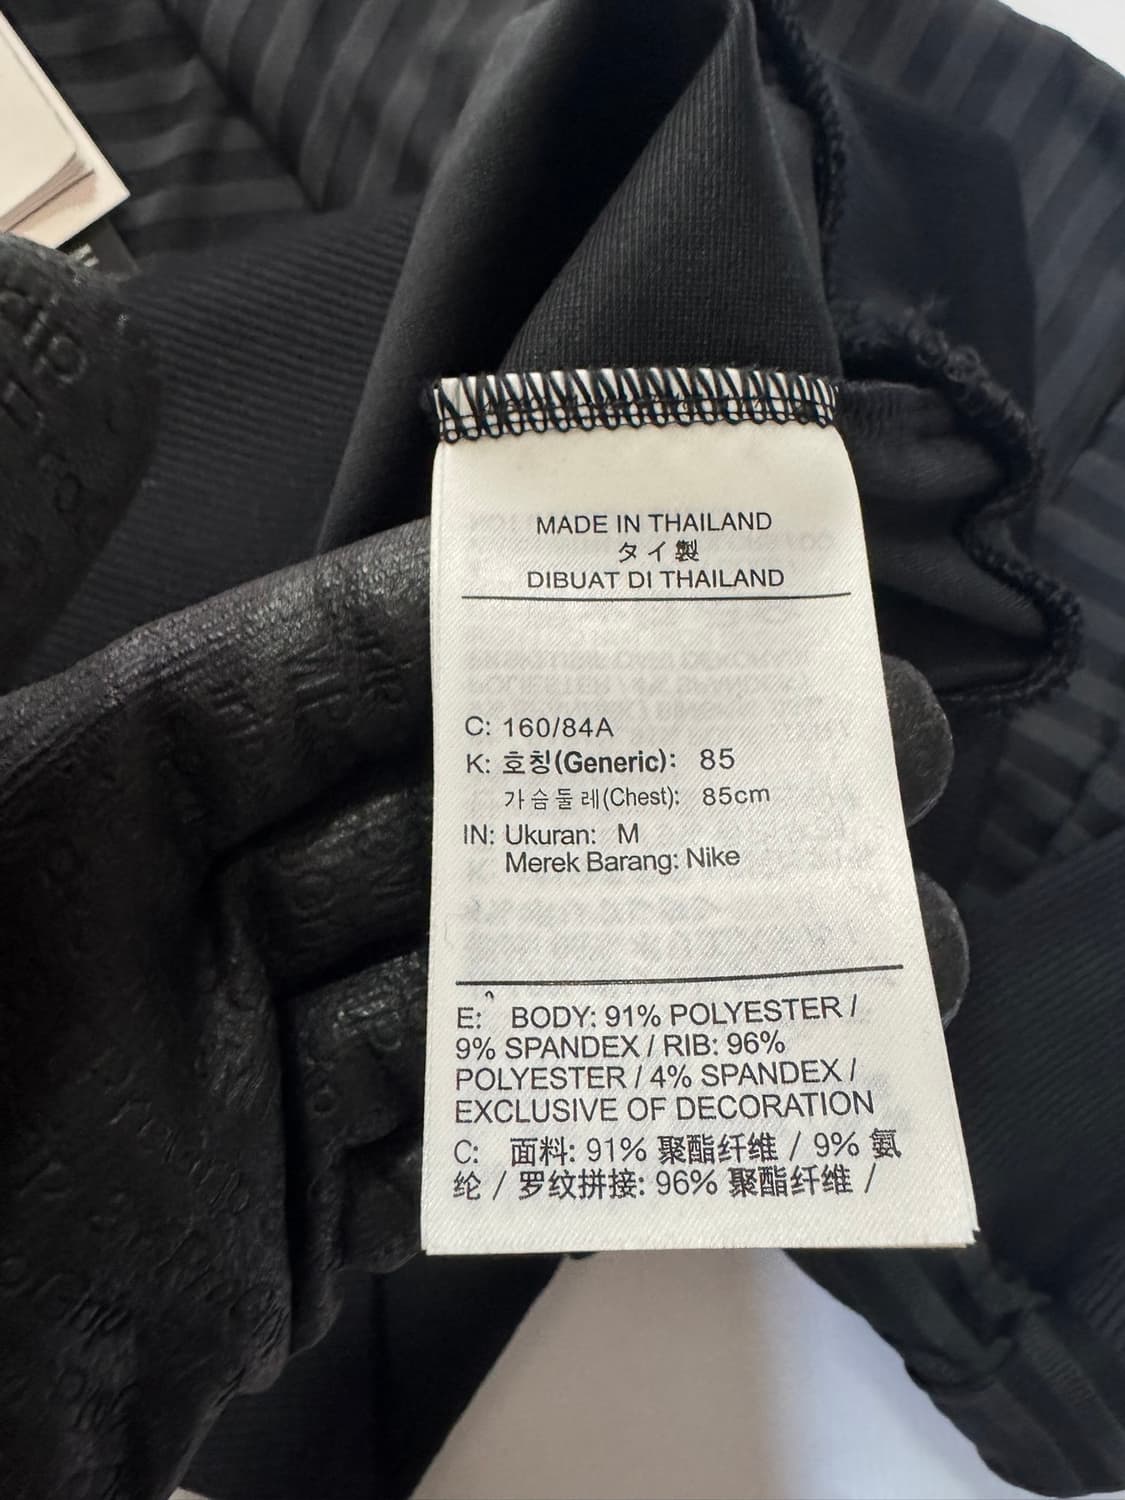 MADE IN THAILAND
タイ製
DIBUAT DI THAILAND
C: 160/84A
K: 호칭(Generic): 85
가슴둘레(Chest): 85cm
IN: Ukuran: M
Merek Barang: Nike
E: BODY: 91% POLYESTER /
9% SPANDEX / RIB: 96%
POLYESTER / 4% SPANDEX /
EXCLUSIVE OF DECORATION
C: 面料: 91% 聚酯纤维 / 9% 氨
纶 / 罗纹拼接: 96% 聚酯纤维 /